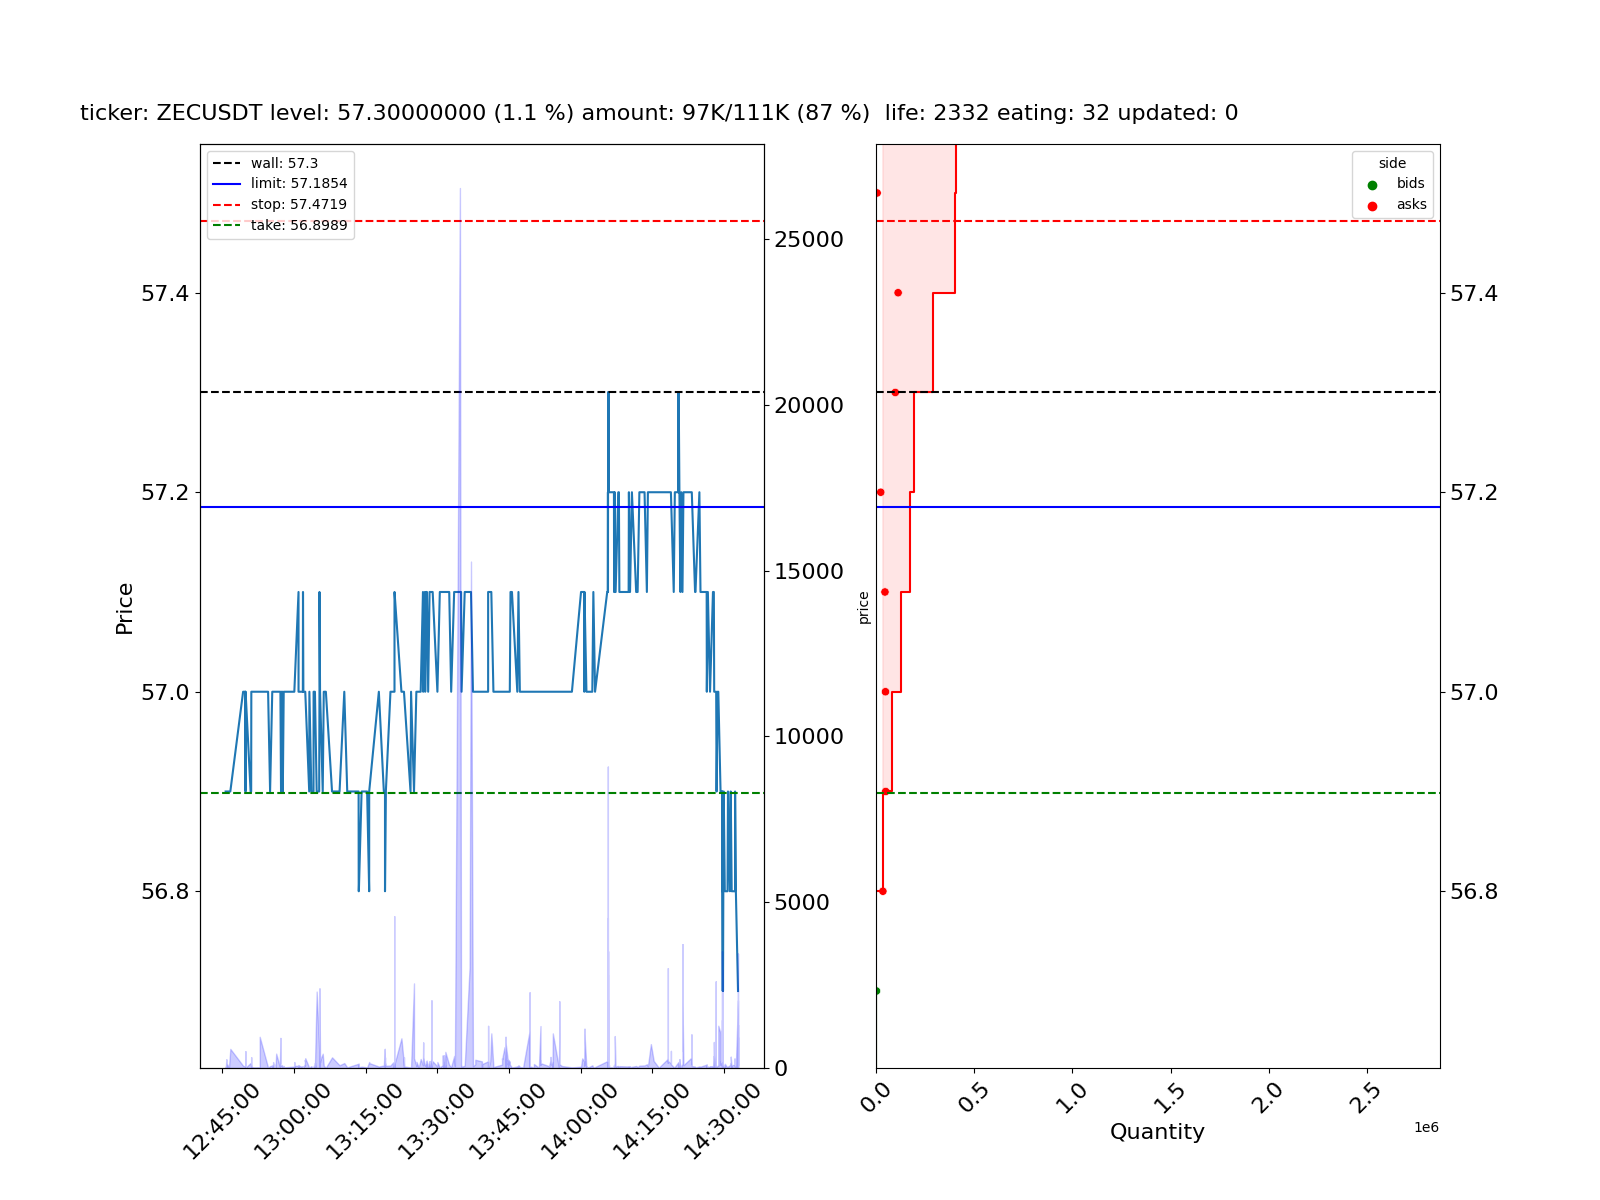 ticker: ZECUSDT level: 57.30000000 (1.1 %) amount: 97K/111K (87 %)  life: 2332 eating: 32 updated: 0
wall: 57.3
limit: 57.1854
stop: 57.4719
take: 56.8989
Price
57.4
57.2
57.0
56.8
25000
20000
15000
10000
5000
0
12:45:00
13:00:00
13:15:00
13:30:00
13:45:00
14:00:00
14:15:00
14:30:00
side
bids
asks
price
57.4
57.2
57.0
56.8
0.0
0.5
1.0
1.5
2.0
2.5
1e6
Quantity